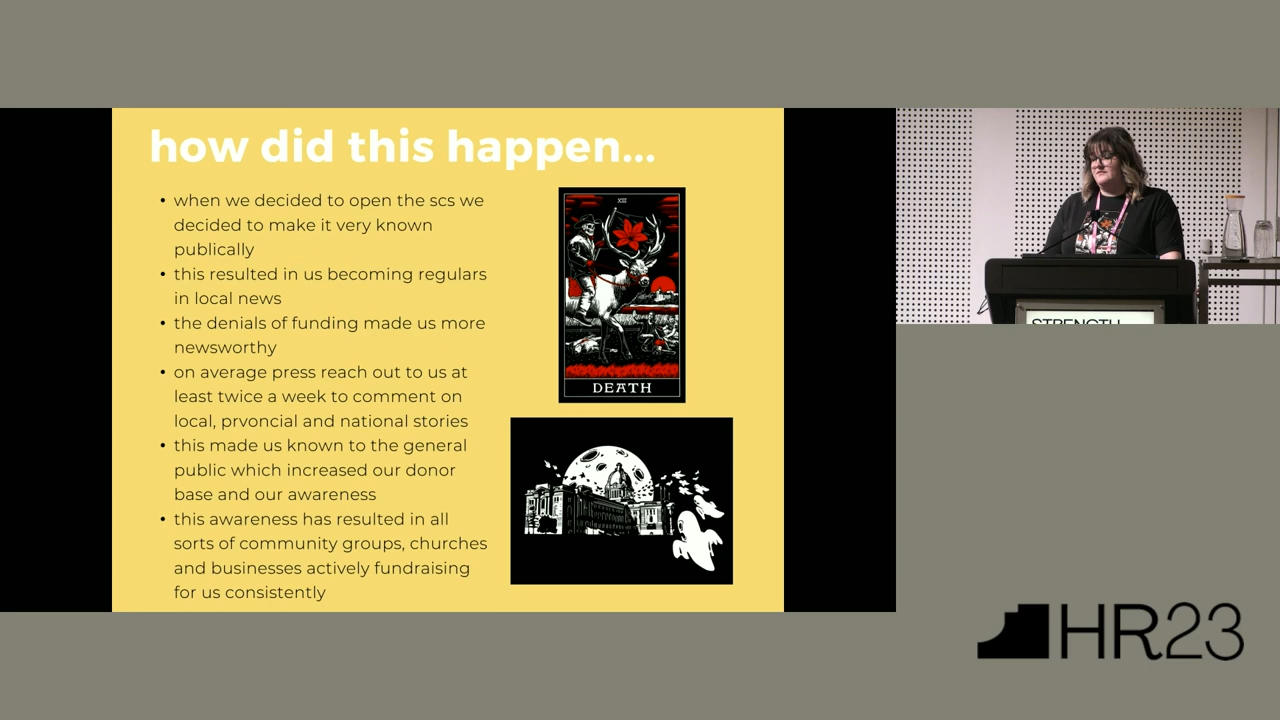 how did this happen...
• when we decided to open the scs we
decided to make it very known
publically
• this resulted in us becoming regulars
in local news
• the denials of funding made us more
newsworthy
• on average press reach out to us at
least twice a week to comment on
local, prvoncial and national stories
• this made us known to the general
public which increased our donor
base and our awareness
• this awareness has resulted in all
sorts of community groups, churches
and businesses actively fundraising
for us consistently
XIII
DEATH
STRENGTH
HR23